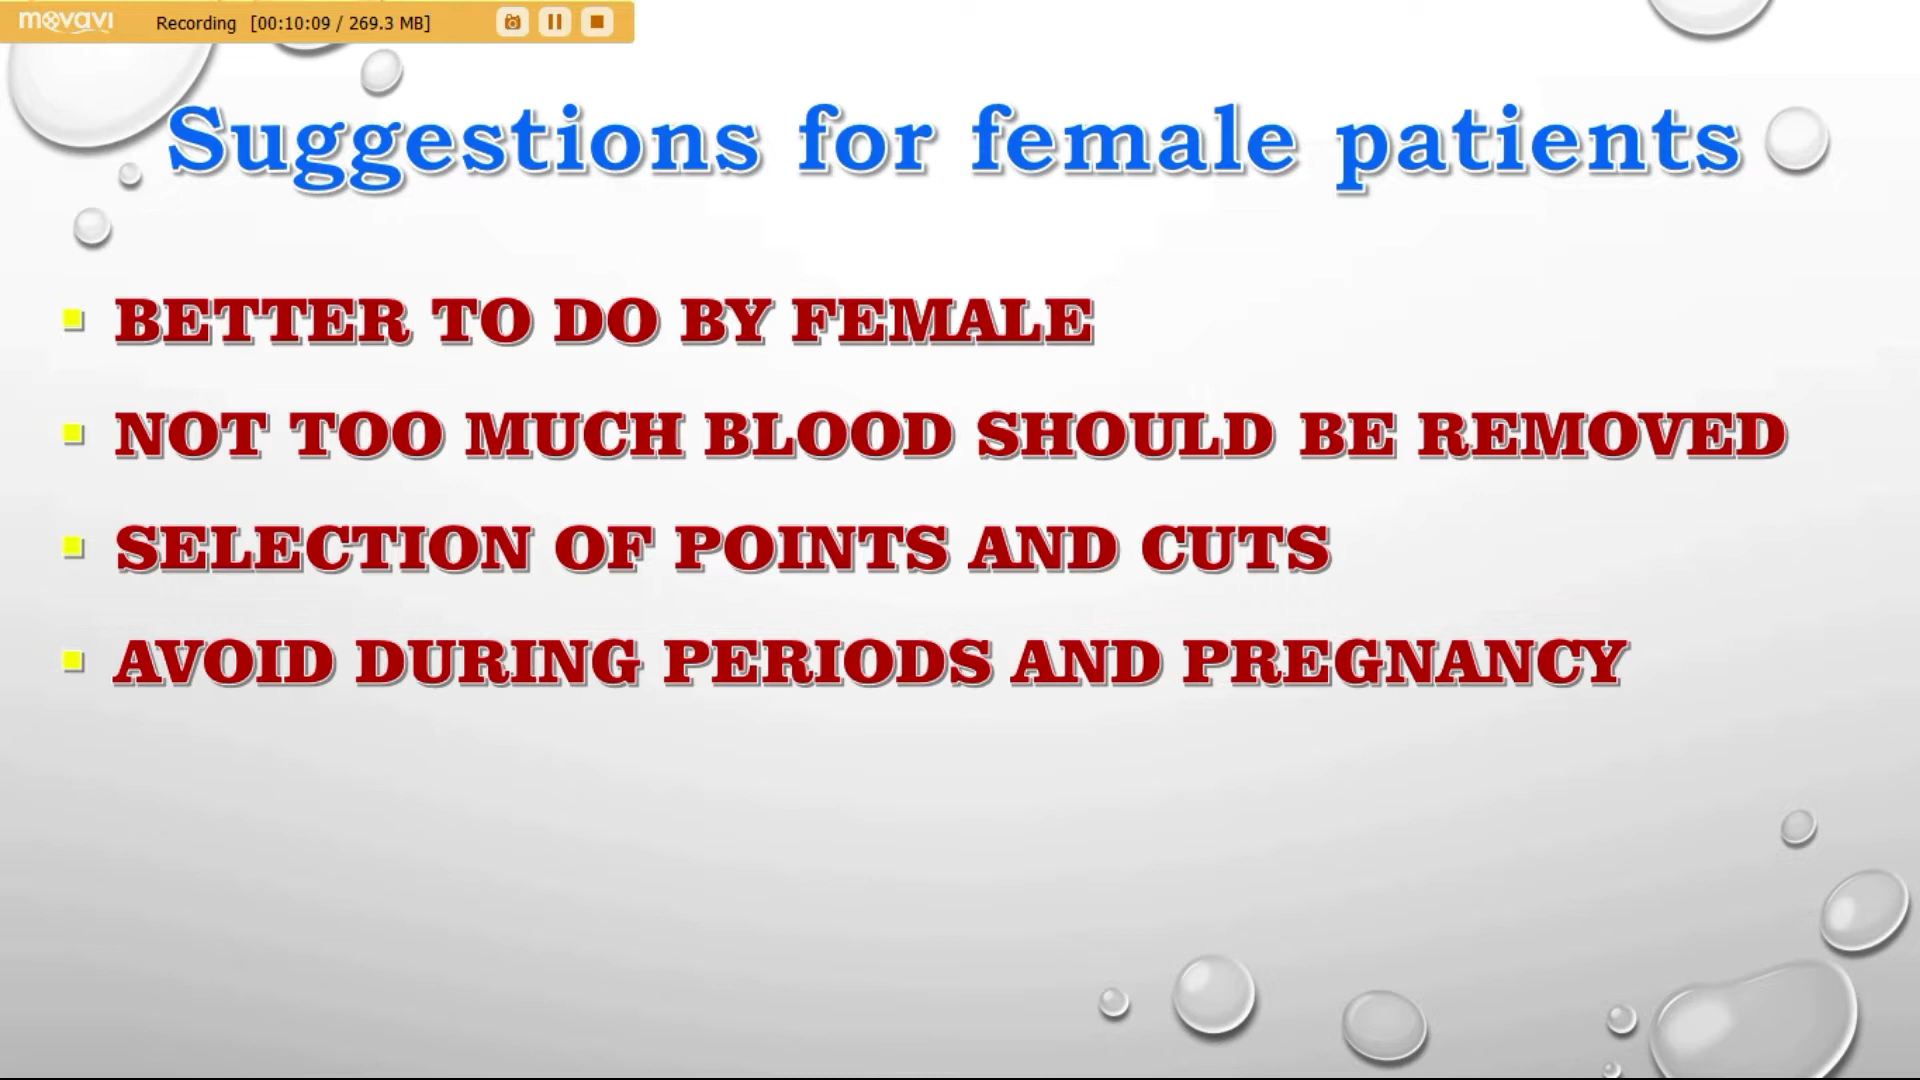 movavi Recording [00:10:09 / 269.3 MB]
Suggestions for female patients
BETTER TO DO BY FEMALE
NOT TOO MUCH BLOOD SHOULD BE REMOVED
SELECTION OF POINTS AND CUTS
AVOID DURING PERIODS AND PREGNANCY